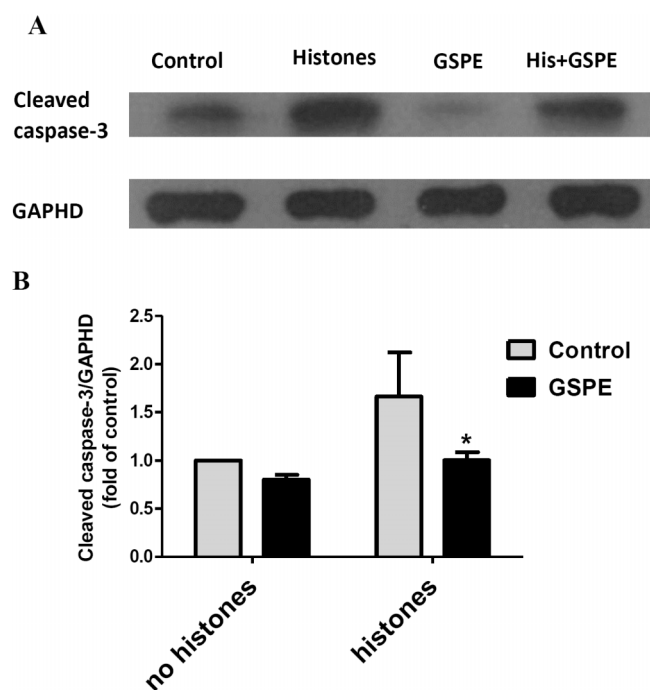 A
Control Histones GSPE His+GSPE
Cleaved
caspase-3
GAPHD
B
Cleaved caspase-3/GAPHD
(fold of control)
2.5
2.0
1.5
1.0
0.5
0.0
*
Control
GSPE
no histones
histones